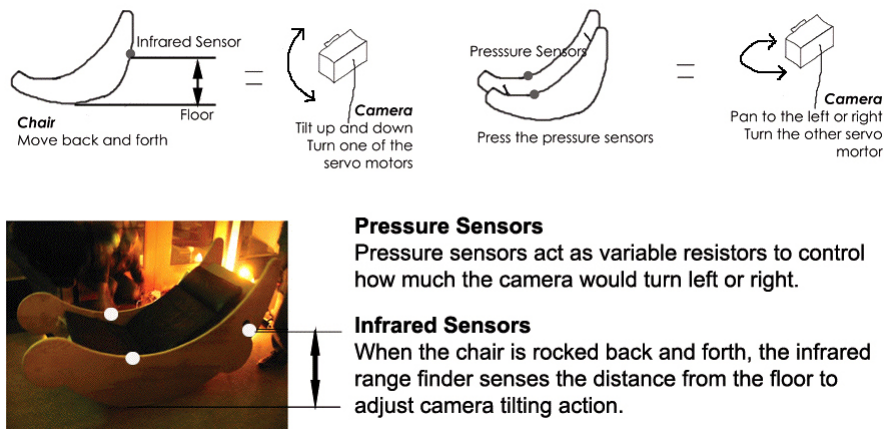 Infrared Sensor
Floor
Chair
Move back and forth
Camera
Tilt up and down
Turn one of the
servo motors
Presssure Sensors
Press the pressure sensors
Camera
Pan to the left or right
Turn the other servo
mortor
Pressure Sensors
Pressure sensors act as variable resistors to control
how much the camera would turn left or right.
Infrared Sensors
When the chair is rocked back and forth, the infrared
range finder senses the distance from the floor to
adjust camera tilting action.